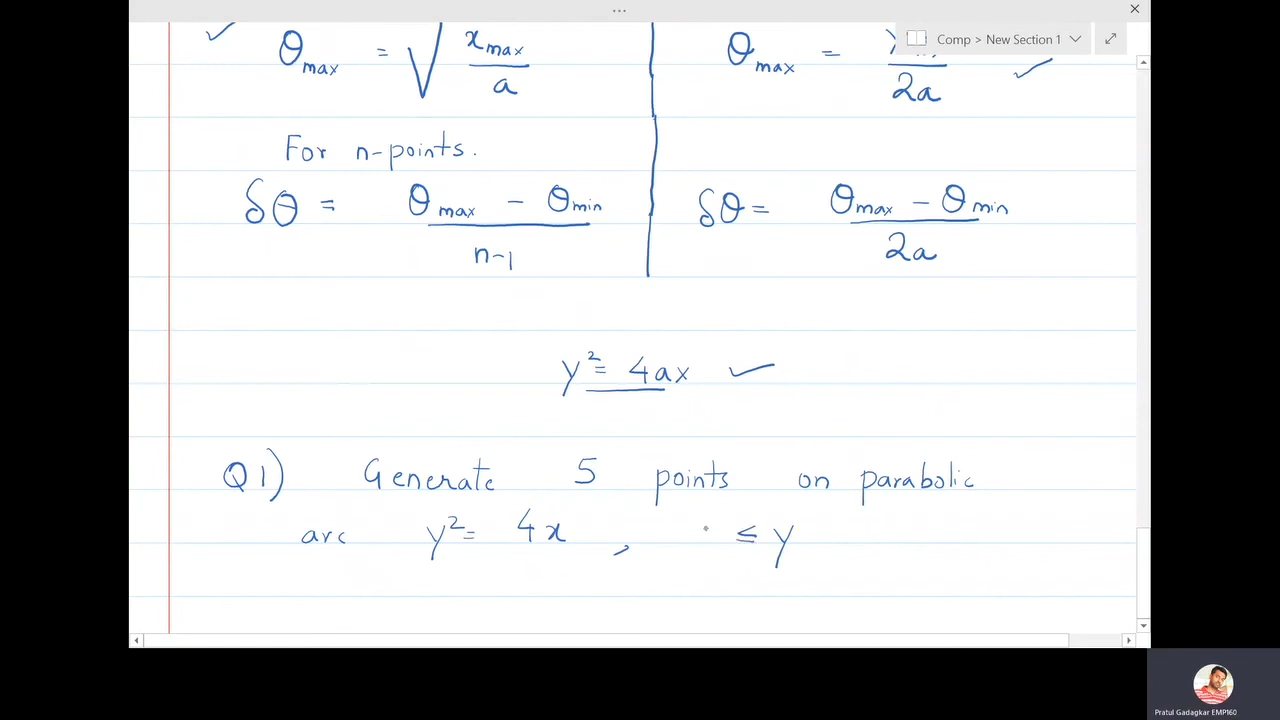 ...
Comp > New Section 1
θmax = √ xmax / a
θmax = / 2a
For n-points.
δθ = θmax - θmin / n-1
δθ = θmax - θmin / 2a
y² = 4ax
Q1) Generate 5 points on parabolic
arc y² = 4x , ≤ y
Pratul Gadagkar EMP160